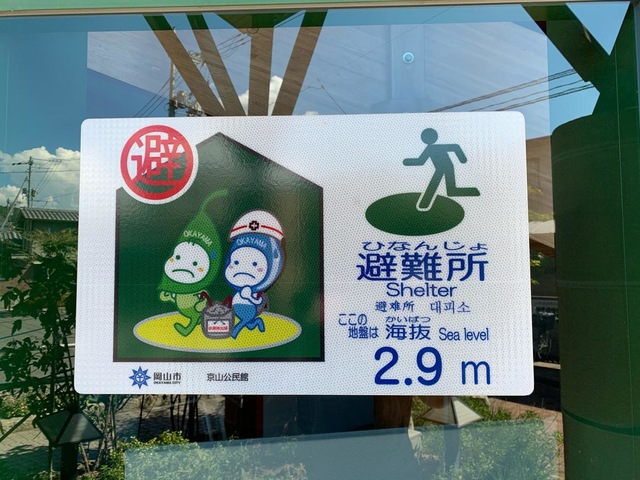 避
OKAYAMA
OKAYAMA
岡山市
OKAYAMA CITY
京山公民館
ひなんじょ
避難所
Shelter
避难所 대피소
かいばつ
ここの
地盤は 海抜 Sea level
2.9 m